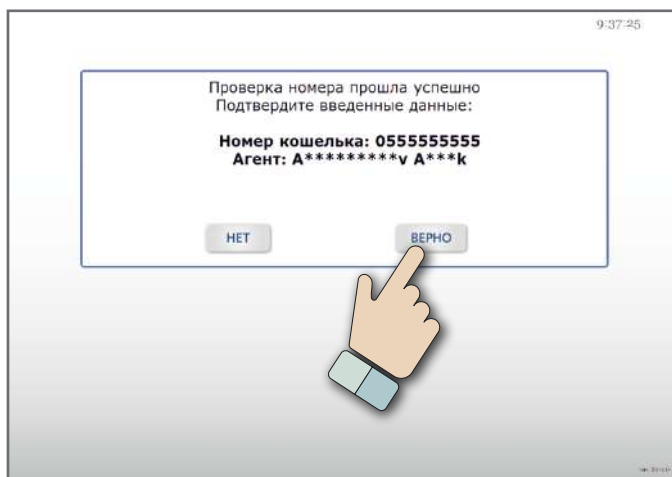 9:37:25
Проверка номера прошла успешно
Подтвердите введенные данные:
Номер кошелька: 0555555555
Агент: A*********v A***k
НЕТ
ВЕРНО